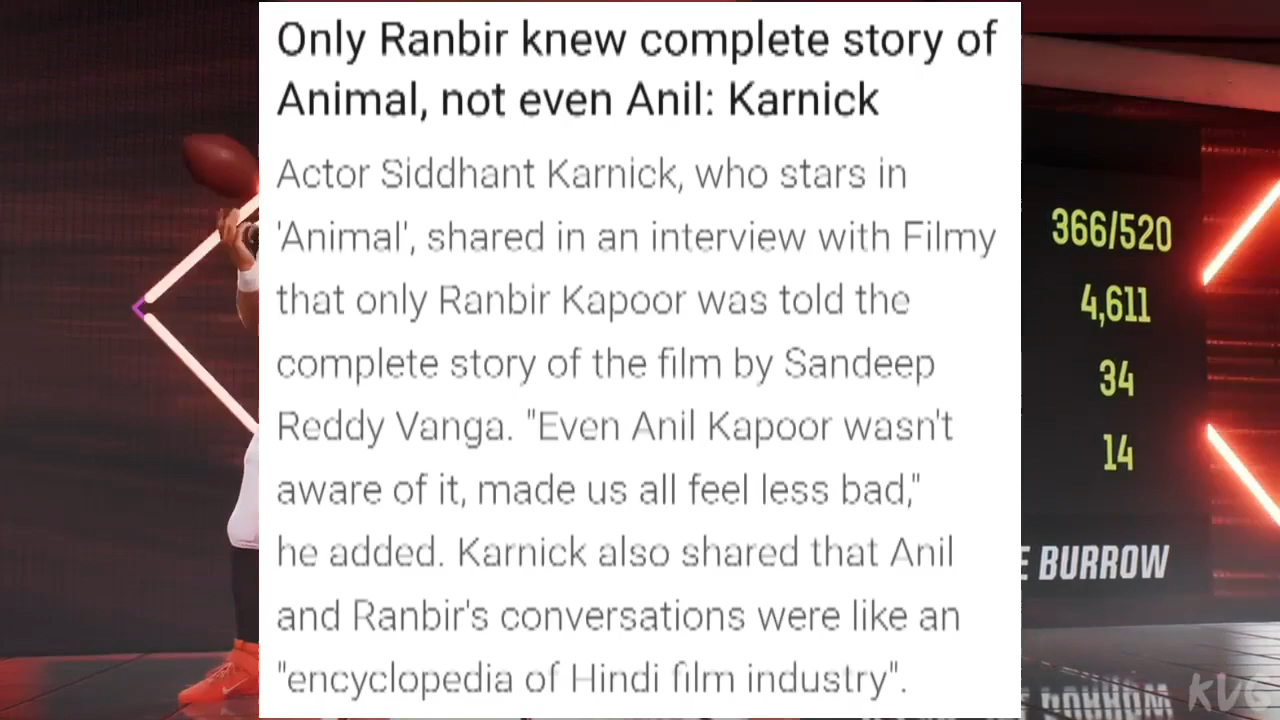 Only Ranbir knew complete story of
Animal, not even Anil: Karnick
Actor Siddhant Karnick, who stars in
'Animal', shared in an interview with Filmy
that only Ranbir Kapoor was told the
complete story of the film by Sandeep
Reddy Vanga. "Even Anil Kapoor wasn't
aware of it, made us all feel less bad,"
he added. Karnick also shared that Anil
and Ranbir's conversations were like an
"encyclopedia of Hindi film industry".
366/520
4,611
34
14
E BURROW